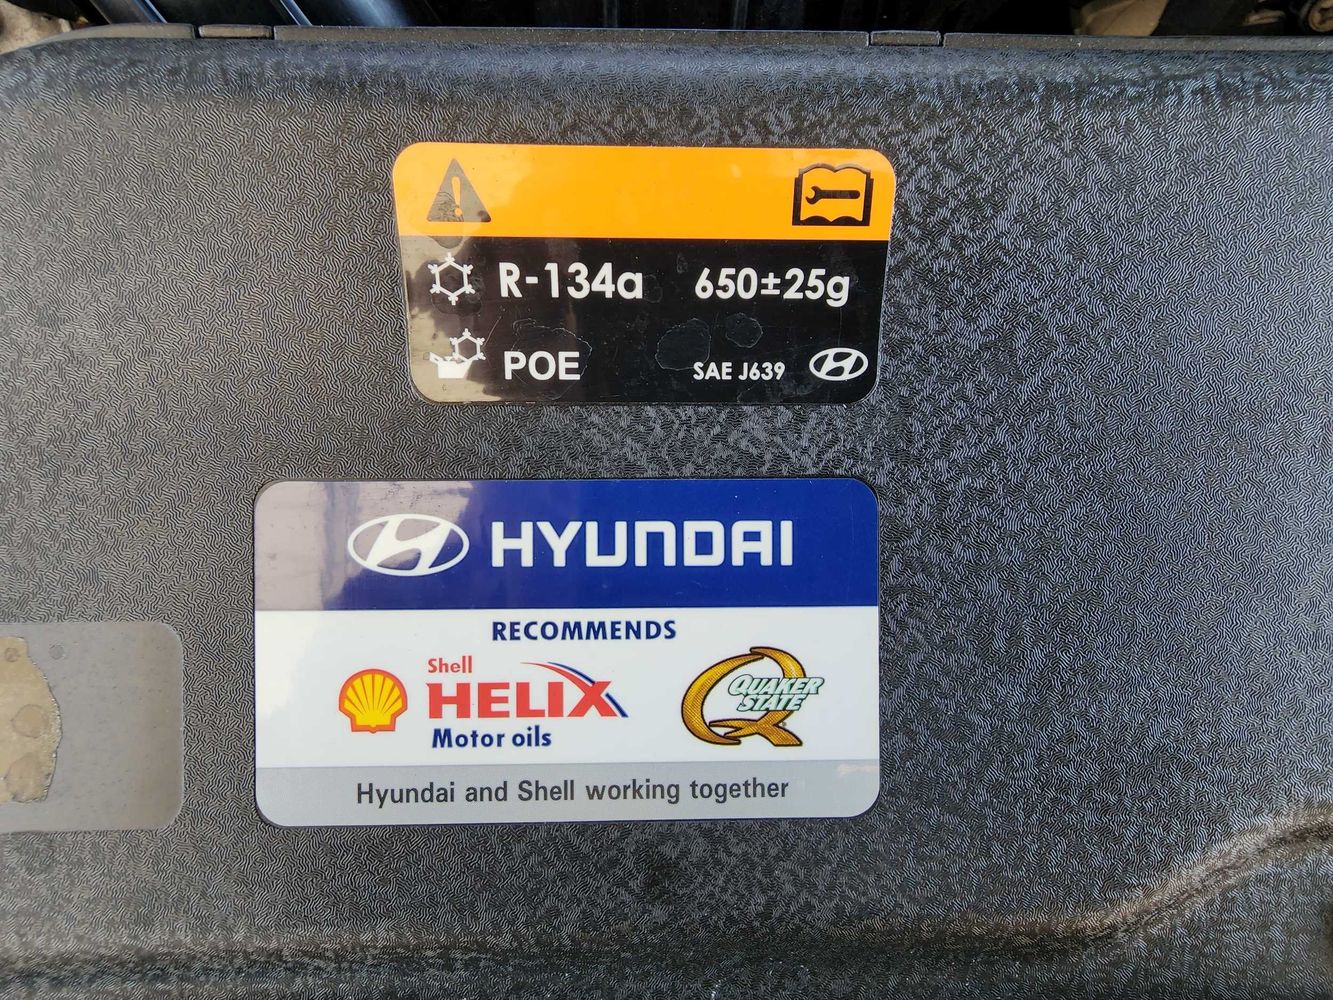 R-134a 650±25g
POE SAE J639
HYUNDAI
RECOMMENDS
Shell
HELIX
Motor oils
QUAKER
STATE
Hyundai and Shell working together